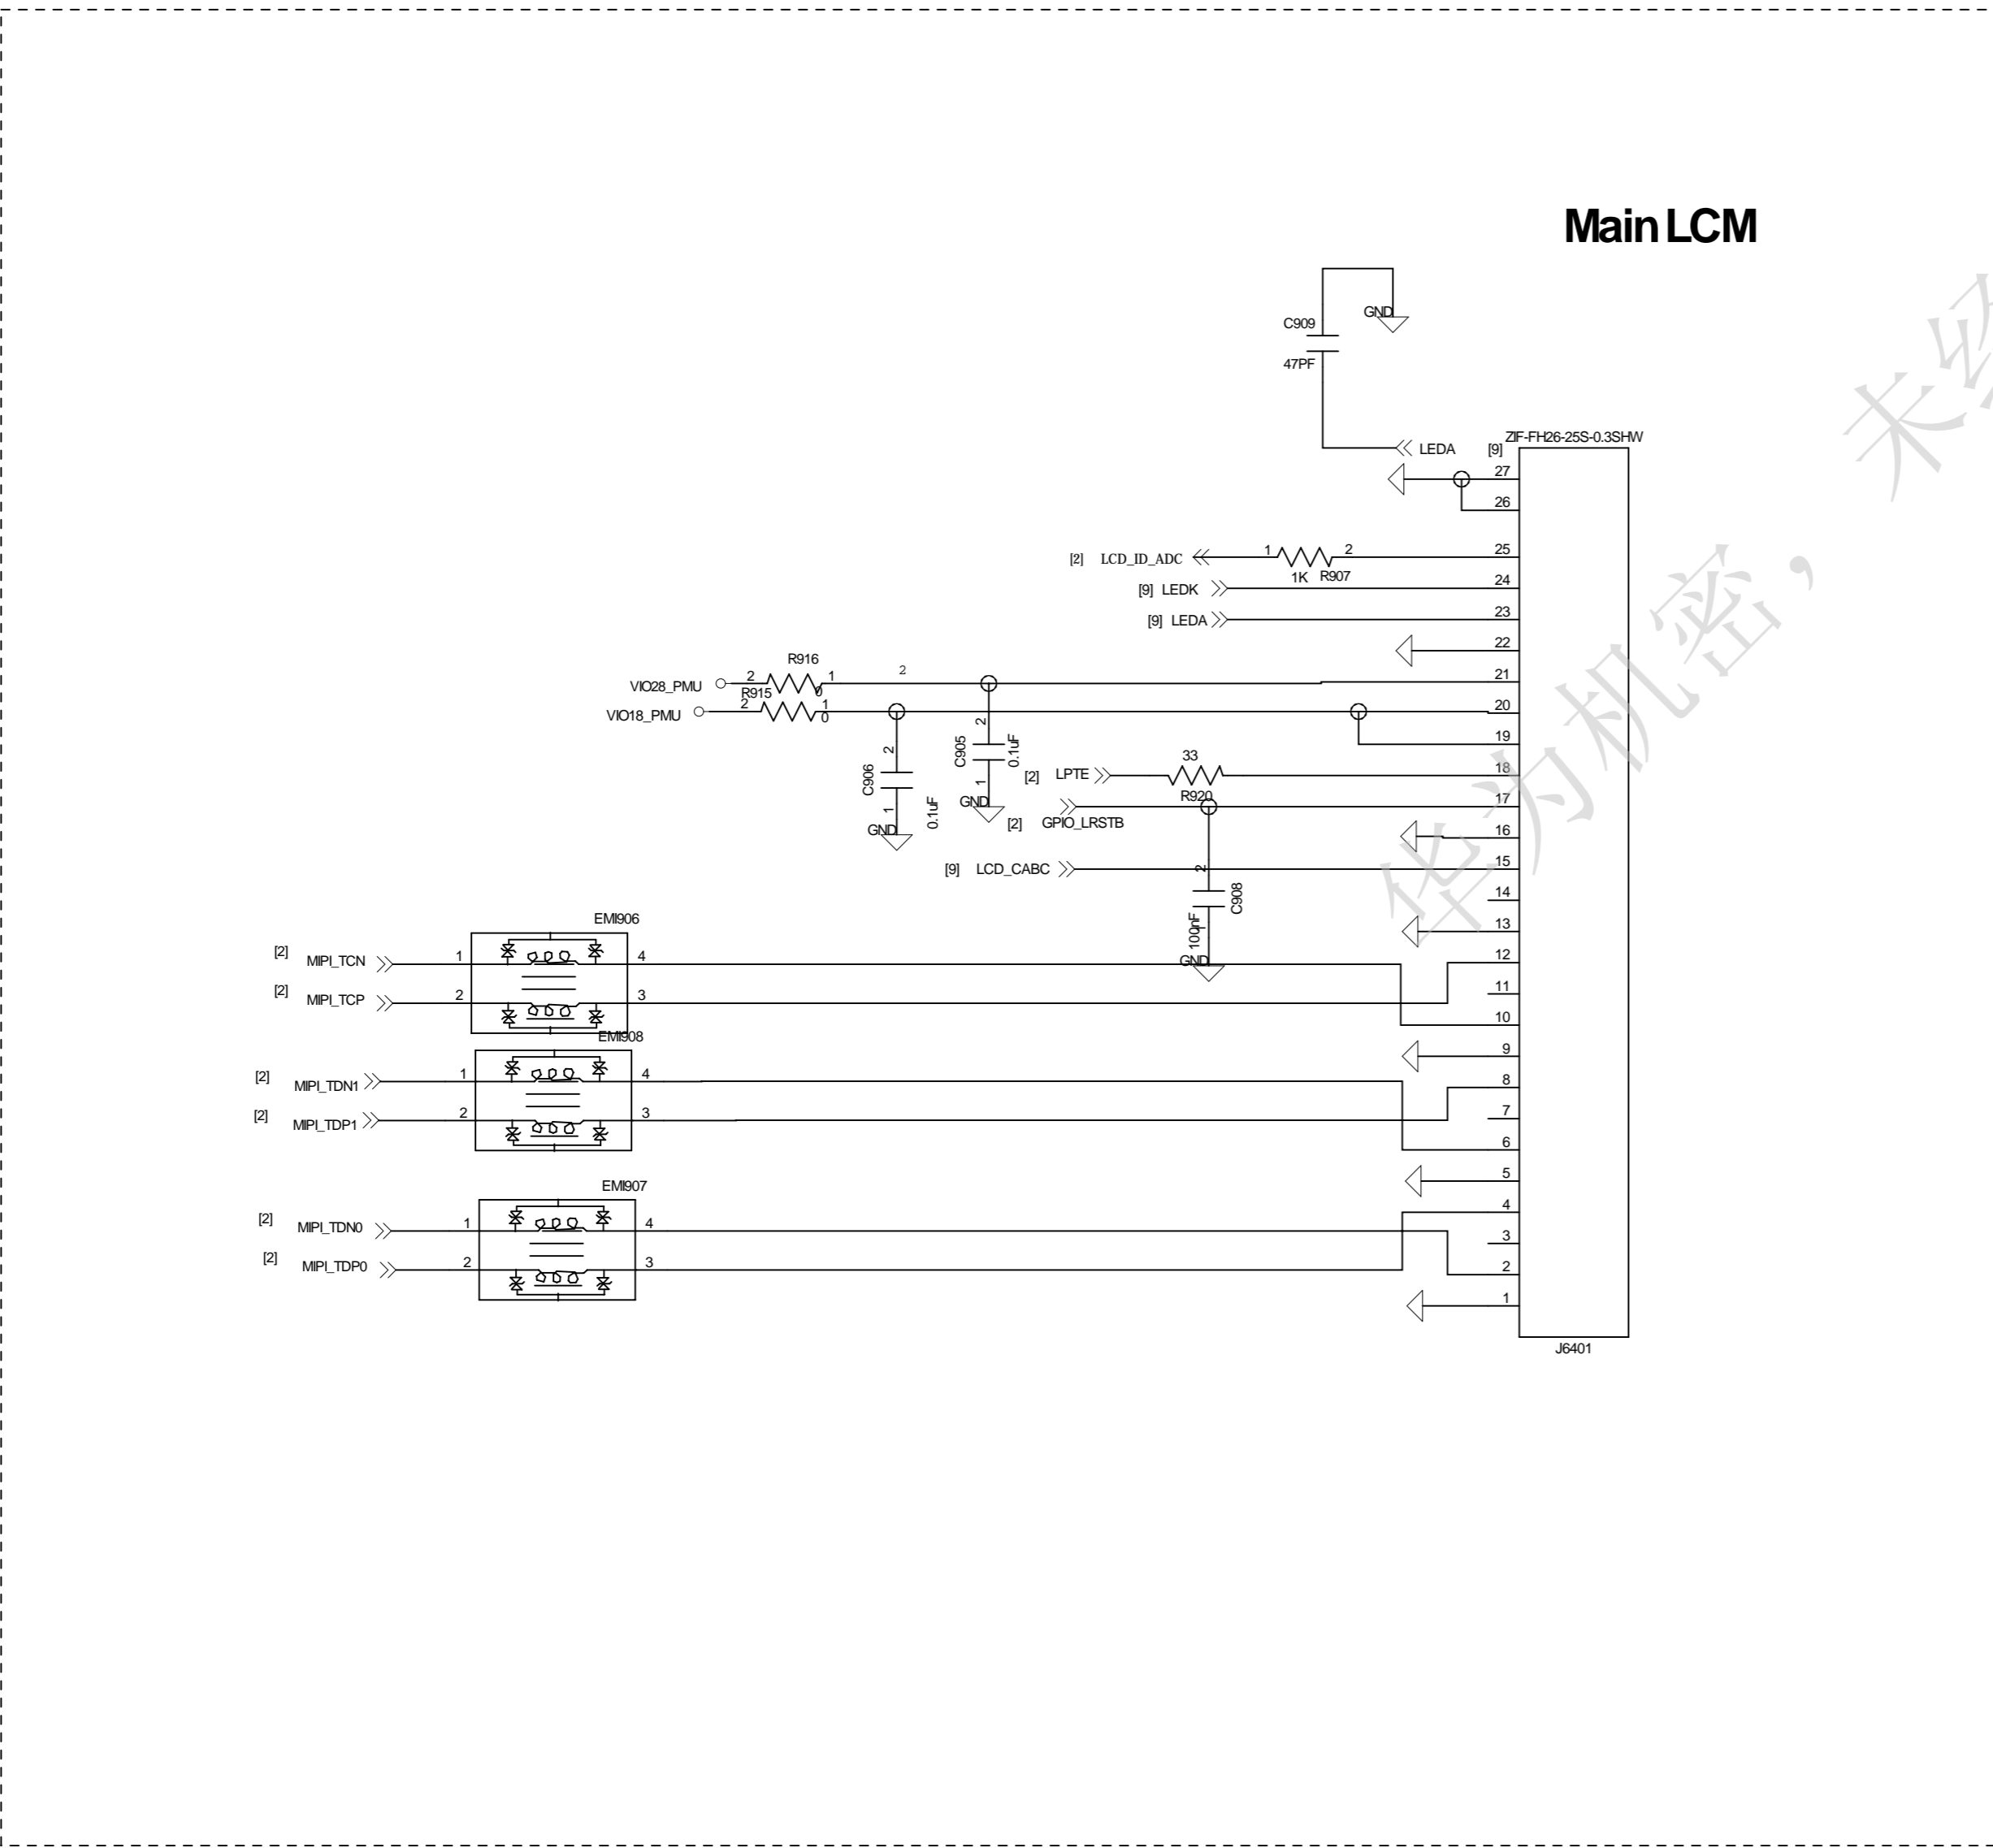 Main LCM
GND
C909
47PF
ZIF-FH26-25S-0.3SHW
LEDA [9]
27
26
[2] LCD_ID_ADC 1 2 25
1K R907
[9] LEDK 24
[9] LEDA 23
22
R916
VIO28_PMU 2 1 0 2 21
R915
VIO18_PMU 2 1 0 20
19
2 C906 1 0.1uF GND
2 C905 1 0.1uF GND
33
[2] LPTE 18
R920
17
[2] GPIO_LRSTB
16
[9] LCD_CABC 15
2 C908 1 100nF GND
14
13
EMI906
[2] MIPI_TCN 1 4 12
[2] MIPI_TCP 2 3 11
10
EMI908
9
[2] MIPI_TDN1 1 4 8
[2] MIPI_TDP1 2 3 7
6
5
EMI907
4
[2] MIPI_TDN0 1 4 3
[2] MIPI_TDP0 2 3 2
1
J6401
华为机密，未经